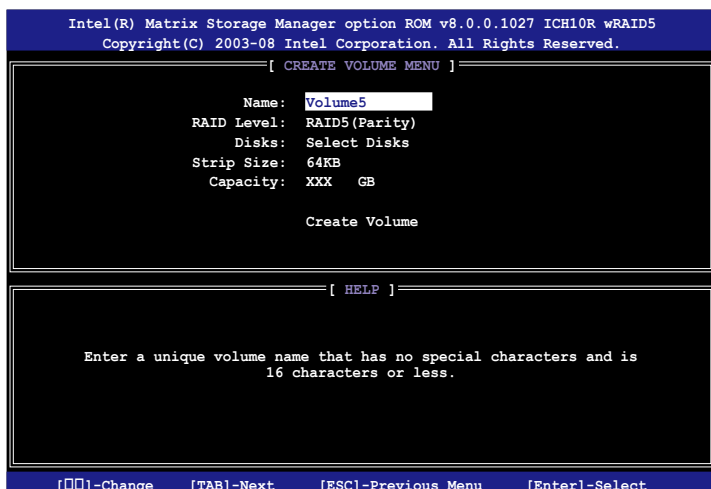 Intel(R) Matrix Storage Manager option ROM v8.0.0.1027 ICH10R wRAID5
Copyright(C) 2003-08 Intel Corporation. All Rights Reserved.
[ CREATE VOLUME MENU ]
Name: Volume5
RAID Level: RAID5(Parity)
Disks: Select Disks
Strip Size: 64KB
Capacity: XXX GB
Create Volume
[ HELP ]
Enter a unique volume name that has no special characters and is
16 characters or less.
[▯▯]-Change [TAB]-Next [ESC]-Previous Menu [Enter]-Select